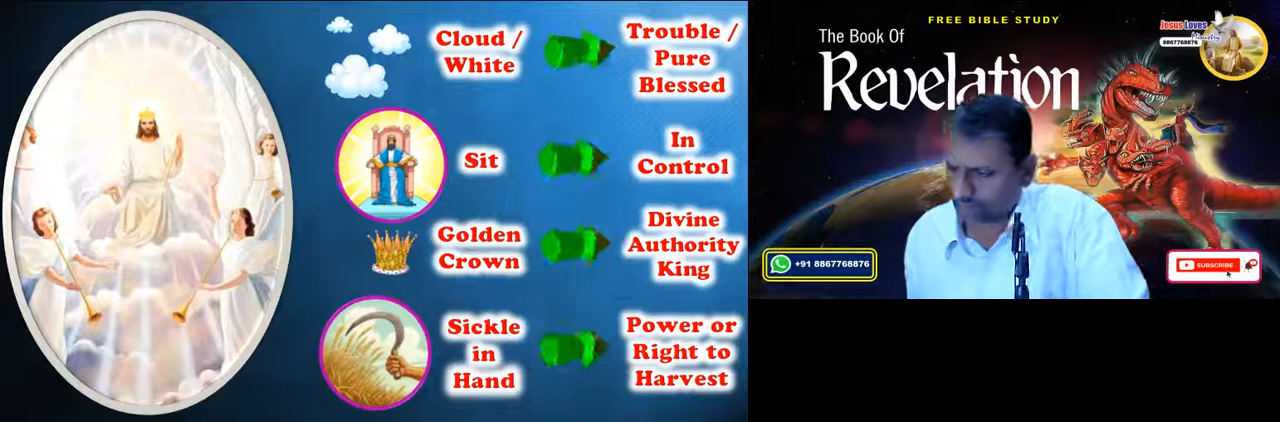 Cloud /
White
Trouble /
Pure
Blessed
Sit
In
Control
Golden
Crown
Divine
Authority
King
Sickle
in
Hand
Power or
Right to
Harvest
FREE BIBLE STUDY
The Book Of
Revelation
Jesus Loves
Ministry
8867768876
+91 8867768876
SUBSCRIBE